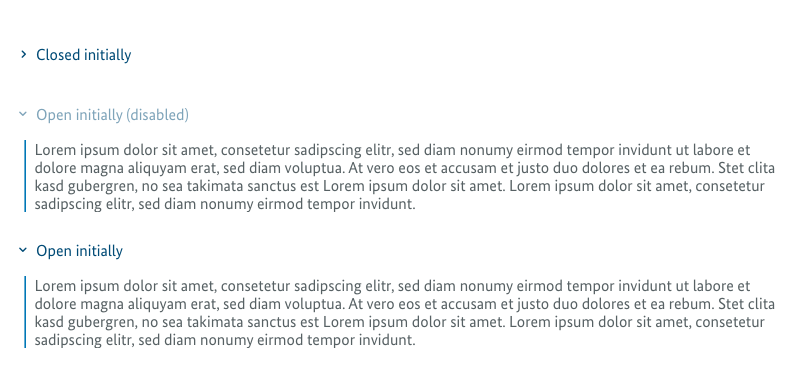 Closed initially
Open initially (disabled)
Lorem ipsum dolor sit amet, consetetur sadipscing elitr, sed diam nonumy eirmod tempor invidunt ut labore et
dolore magna aliquyam erat, sed diam voluptua. At vero eos et accusam et justo duo dolores et ea rebum. Stet clita
kasd gubergren, no sea takimata sanctus est Lorem ipsum dolor sit amet. Lorem ipsum dolor sit amet, consetetur
sadipscing elitr, sed diam nonumy eirmod tempor invidunt.
Open initially
Lorem ipsum dolor sit amet, consetetur sadipscing elitr, sed diam nonumy eirmod tempor invidunt ut labore et
dolore magna aliquyam erat, sed diam voluptua. At vero eos et accusam et justo duo dolores et ea rebum. Stet clita
kasd gubergren, no sea takimata sanctus est Lorem ipsum dolor sit amet. Lorem ipsum dolor sit amet, consetetur
sadipscing elitr, sed diam nonumy eirmod tempor invidunt.